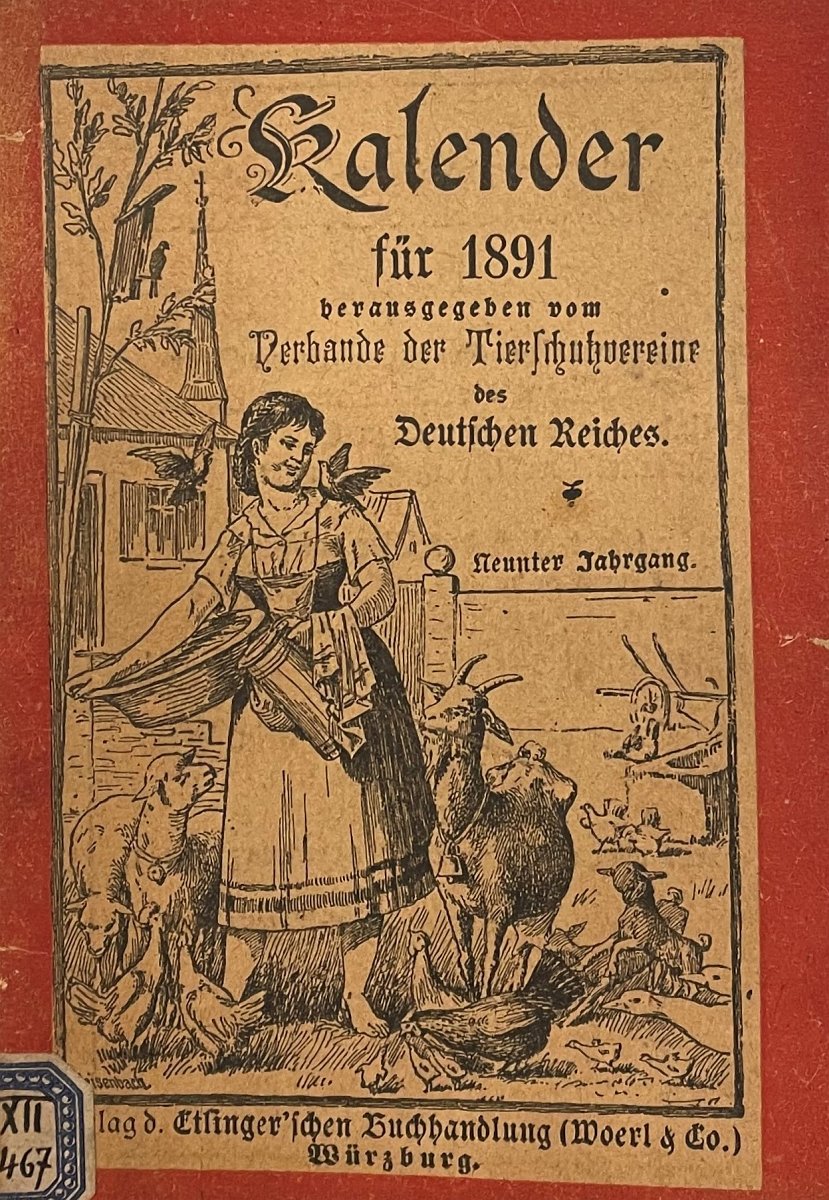 Kalender
für 1891
herausgegeben vom
Verbande der Tierschutzvereine
des
Deutschen Reiches.
Neunter Jahrgang.
isenbach.
lag d. Etlinger'schen Buchhandlung (Woerl & Co.)
Würzburg.
XII
467